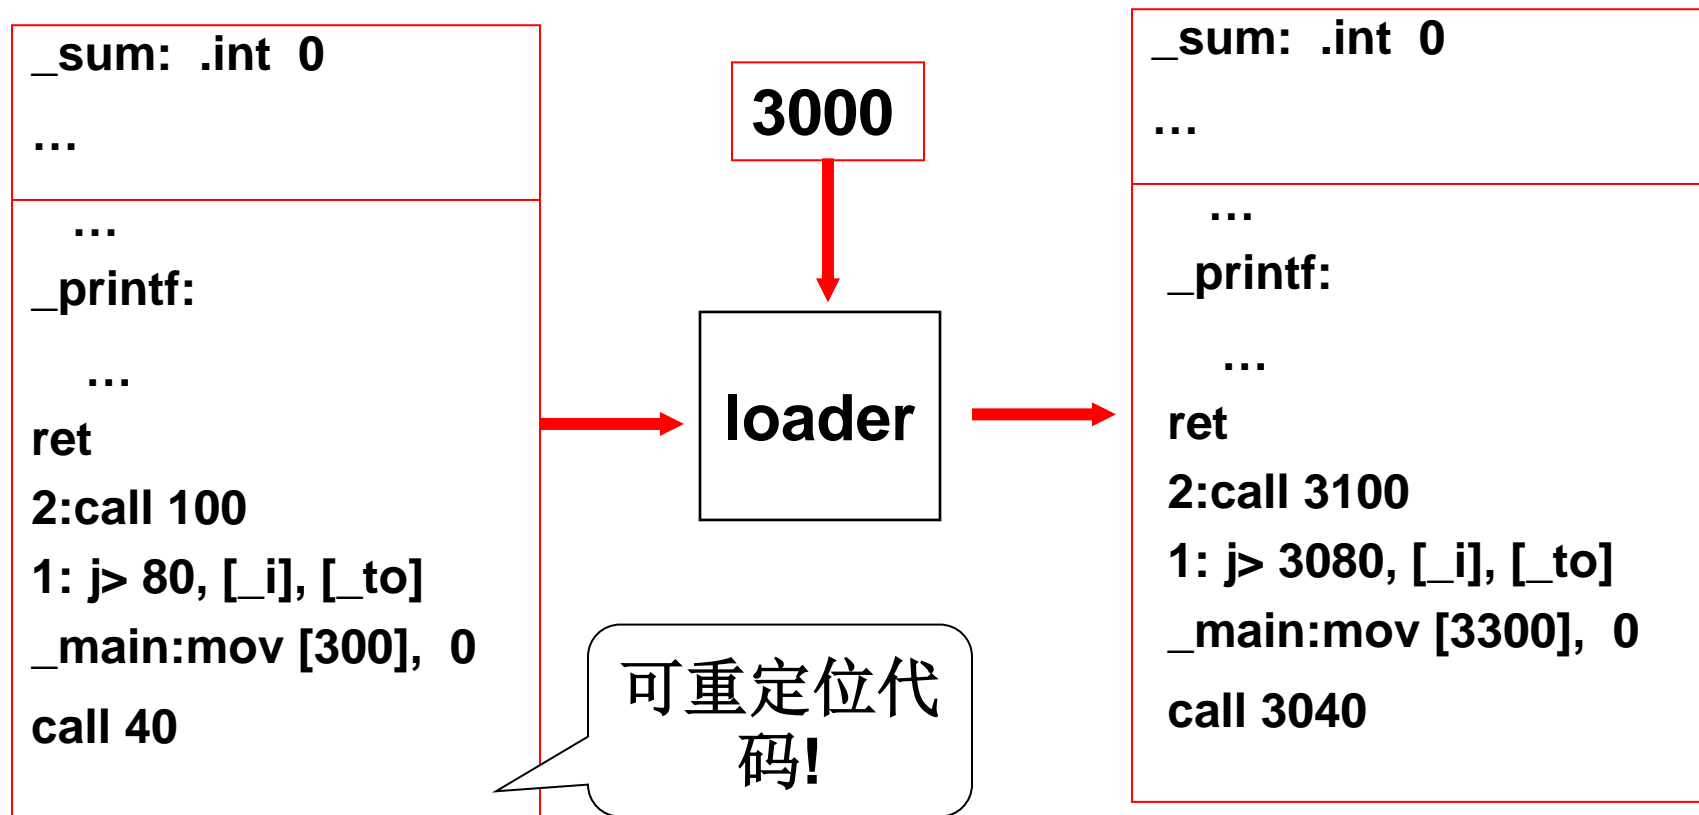 _sum: .int 0
…
…
_printf:
…
ret
2:call 100
1: j> 80, [_i], [_to]
_main:mov [300], 0
call 40
3000
loader
可重定位代
码!
_sum: .int 0
…
…
_printf:
…
ret
2:call 3100
1: j> 3080, [_i], [_to]
_main:mov [3300], 0
call 3040